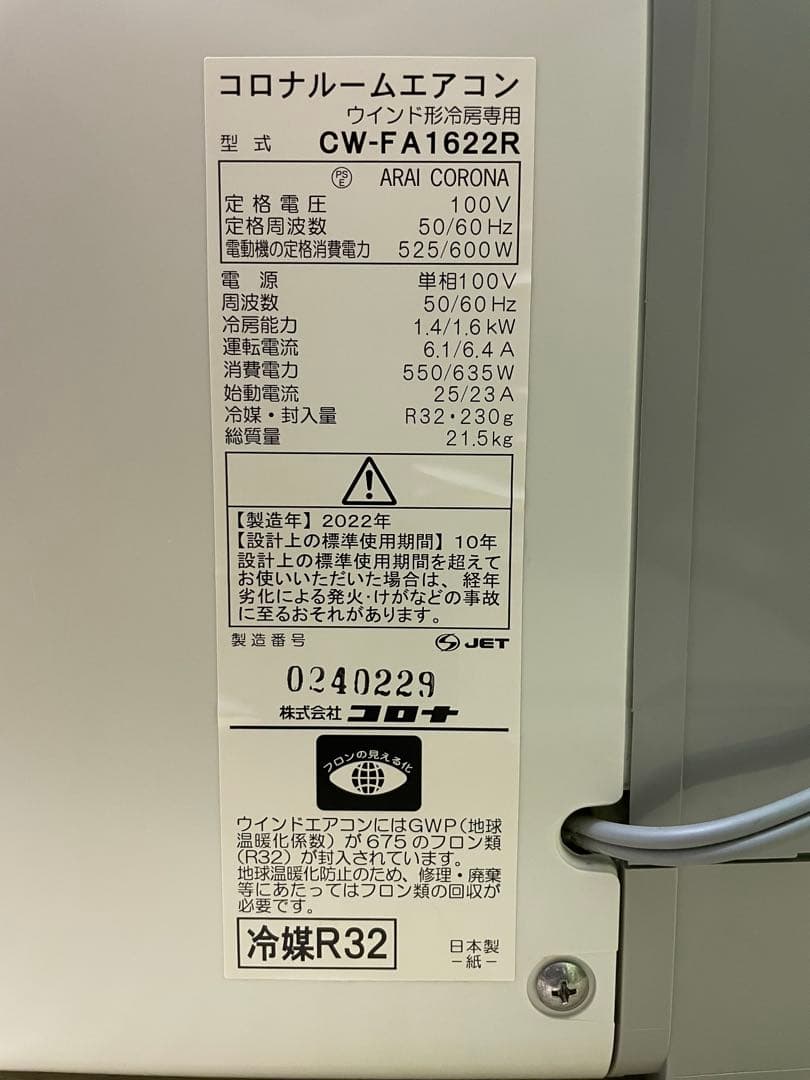 コロナルームエアコン
ウインド形冷房専用
型式 CW-FA1622R
PS E ARAI CORONA
定格電圧 100V
定格周波数 50/60Hz
電動機の定格消費電力 525/600W
電源 単相100V
周波数 50/60Hz
冷房能力 1.4/1.6kW
運転電流 6.1/6.4A
消費電力 550/635W
始動電流 25/23A
冷媒・封入量 R32・230g
総質量 21.5kg
【製造年】2022年
【設計上の標準使用期間】10年
設計上の標準使用期間を超えて
お使いいただいた場合は、経年
劣化による発火・けがなどの事故
に至るおそれがあります。
製造番号 JET
0240229
株式会社 コロナ
フロンの見える化
ウインドエアコンにはGWP(地球
温暖化係数)が675のフロン類
(R32)が封入されています。
地球温暖化防止のため、修理・廃棄
等にあたってはフロン類の回収が
必要です。
冷媒R32 日本製
-紙-